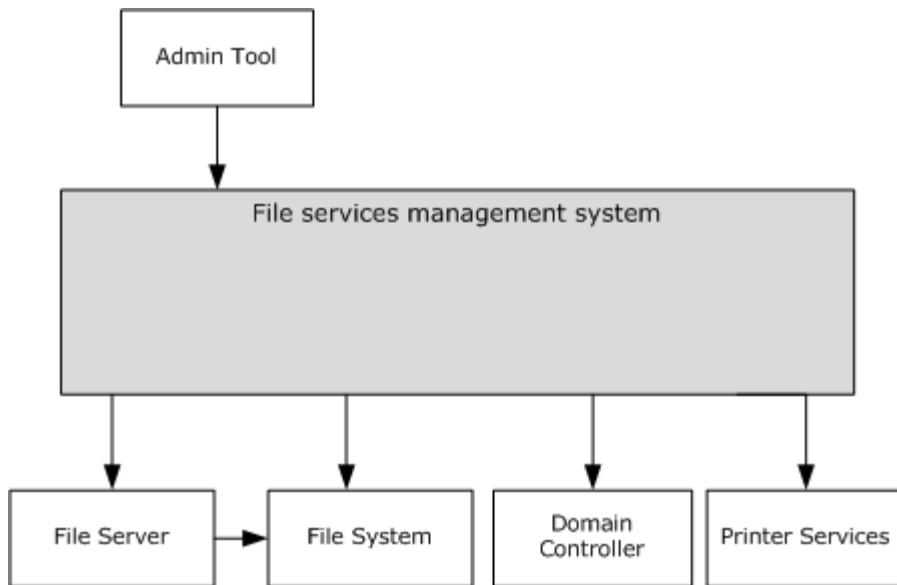 Admin Tool
File services management system
File Server
File System
Domain
Controller
Printer Services